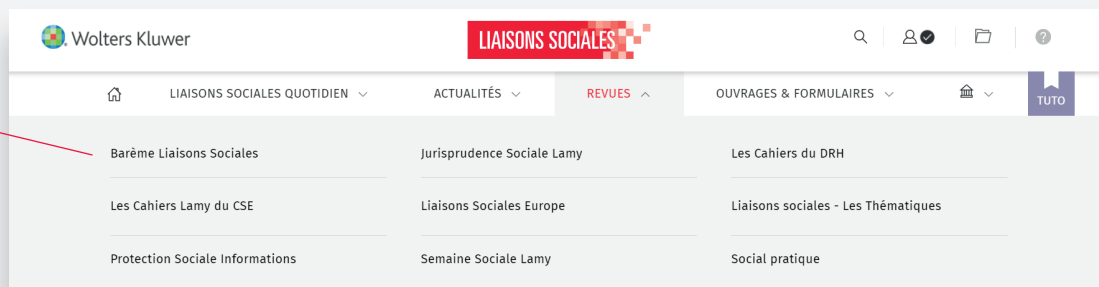 Wolters Kluwer
LIAISONS SOCIALES
LIAISONS SOCIALES QUOTIDIEN
ACTUALITÉS
REVUES
OUVRAGES & FORMULAIRES
TUTO
Barème Liaisons Sociales
Jurisprudence Sociale Lamy
Les Cahiers du DRH
Les Cahiers Lamy du CSE
Liaisons Sociales Europe
Liaisons sociales - Les Thématiques
Protection Sociale Informations
Semaine Sociale Lamy
Social pratique